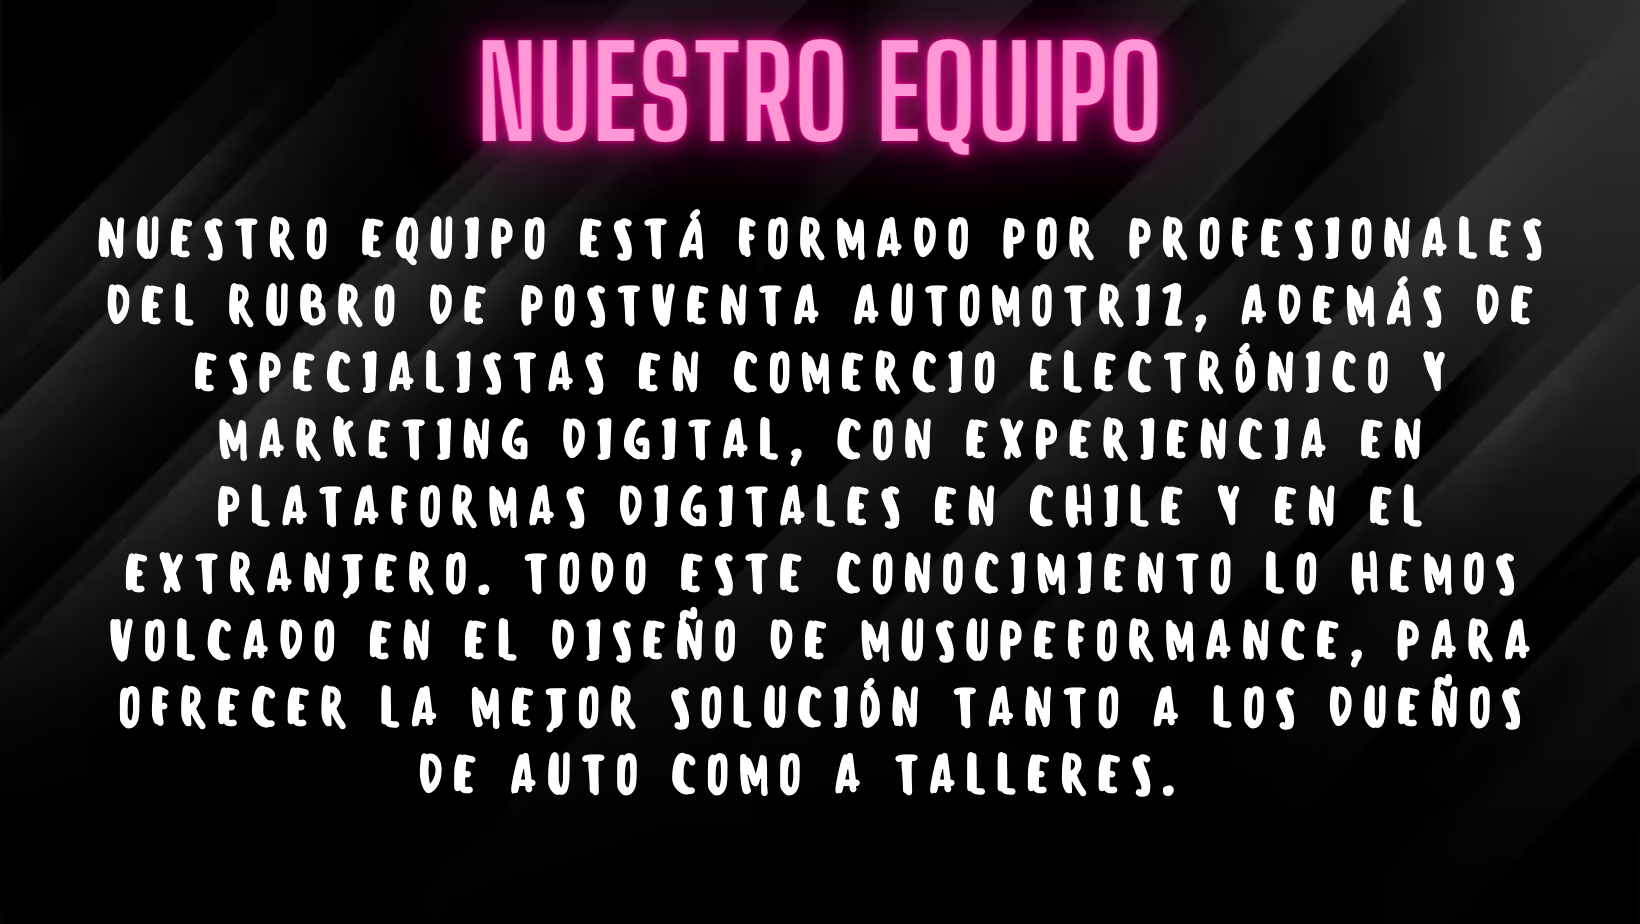 NUESTRO EQUIPO
NUESTRO EQUIPO ESTÁ FORMADO POR PROFESIONALES
DEL RUBRO DE POSTVENTA AUTOMOTRIZ, ADEMÁS DE
ESPECIALISTAS EN COMERCIO ELECTRÓNICO Y
MARKETING DIGITAL, CON EXPERIENCIA EN
PLATAFORMAS DIGITALES EN CHILE Y EN EL
EXTRANJERO. TODO ESTE CONOCIMIENTO LO HEMOS
VOLCADO EN EL DISEÑO DE MUSUPEFORMANCE, PARA
OFRECER LA MEJOR SOLUCIÓN TANTO A LOS DUEÑOS
DE AUTO COMO A TALLERES.